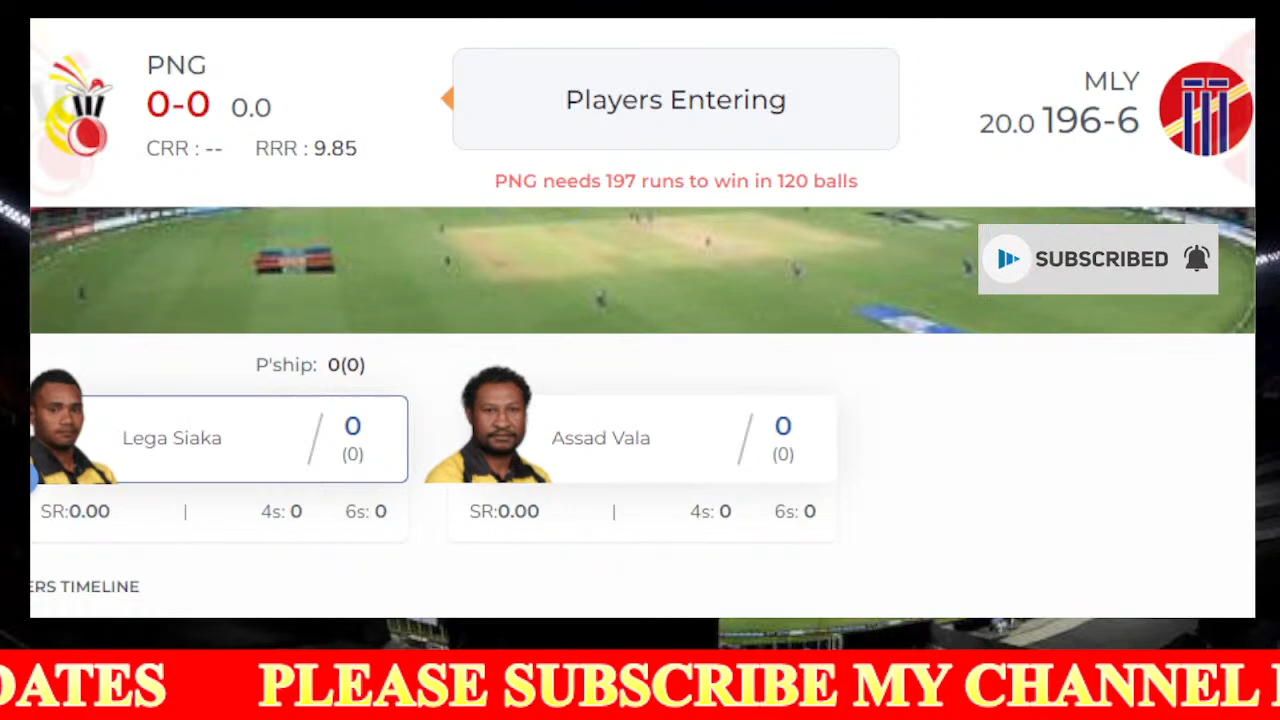 PNG
0-0 0.0
CRR : -- RRR : 9.85
Players Entering
PNG needs 197 runs to win in 120 balls
MLY
20.0 196-6
SUBSCRIBED
P'ship: 0(0)
Lega Siaka / 0
(0)
SR:0.00 | 4s: 0 6s: 0
Assad Vala / 0
(0)
SR:0.00 | 4s: 0 6s: 0
ERS TIMELINE
DATES PLEASE SUBSCRIBE MY CHANNEL